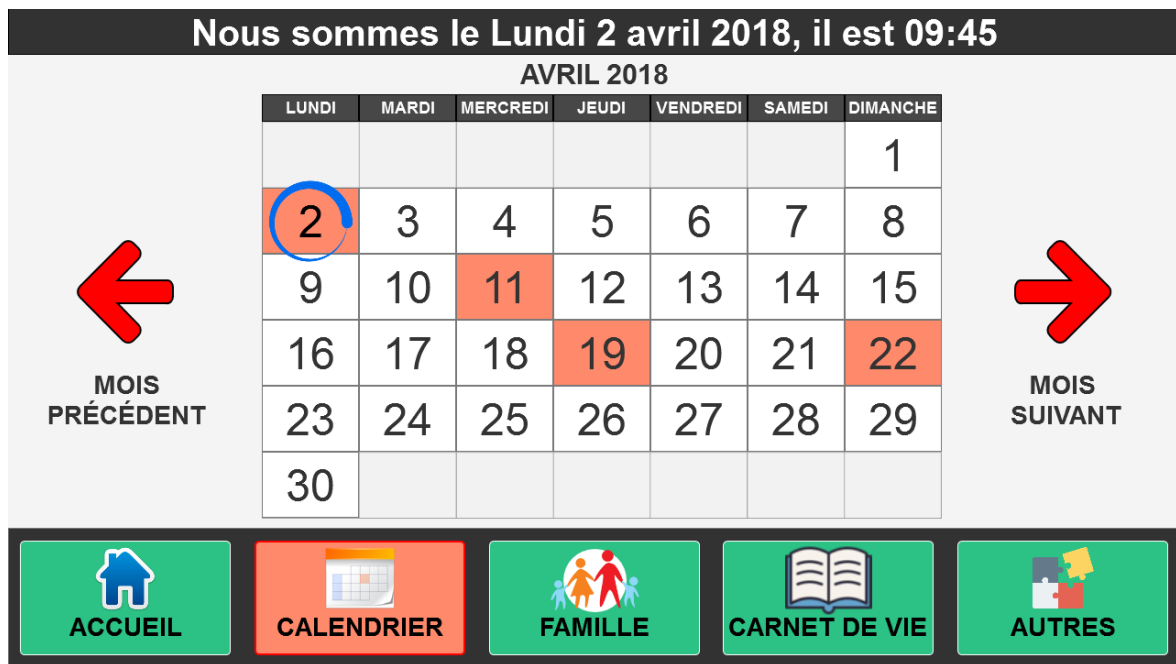 Nous sommes le Lundi 2 avril 2018, il est 09:45
AVRIL 2018
LUNDI MARDI MERCREDI JEUDI VENDREDI SAMEDI DIMANCHE
1
2 3 4 5 6 7 8
9 10 11 12 13 14 15
16 17 18 19 20 21 22
23 24 25 26 27 28 29
30
MOIS
PRÉCÉDENT
MOIS
SUIVANT
ACCUEIL CALENDRIER FAMILLE CARNET DE VIE AUTRES